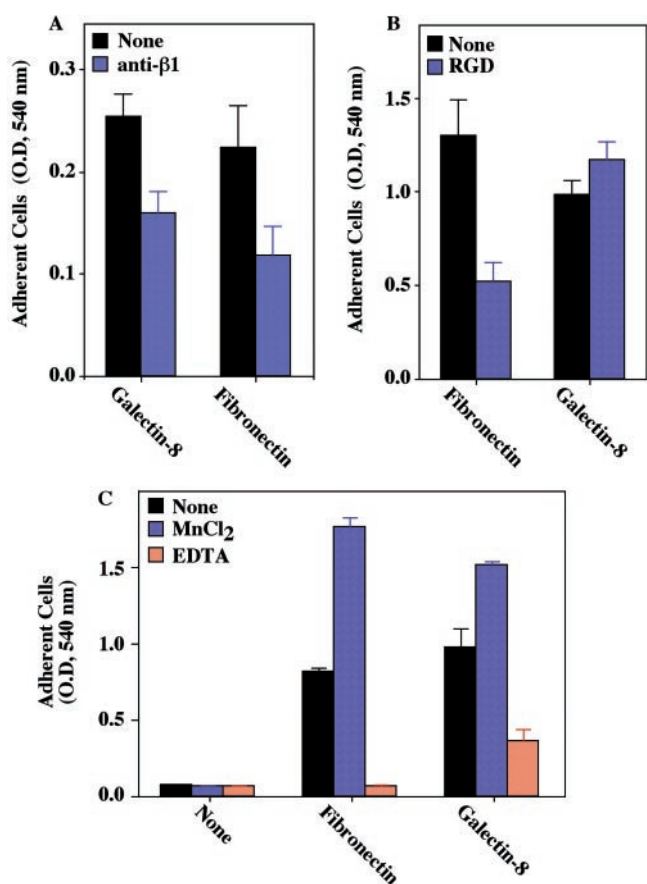 A
None
anti-β1
0.3
0.2
0.1
0.0
Adherent Cells (O.D, 540 nm)
Galectin-8
Fibronectin
B
None
RGD
1.5
1.0
0.5
0.0
Adherent Cells (O.D, 540 nm)
Fibronectin
Galectin-8
C
None
MnCl2
EDTA
1.5
1.0
0.5
0.0
Adherent Cells
(O.D, 540 nm)
None
Fibronectin
Galectin-8